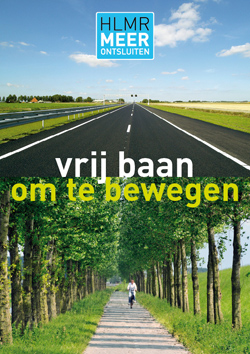 HLMR
MEER
ONTSLUITEN
vrij baan
om te bewegen